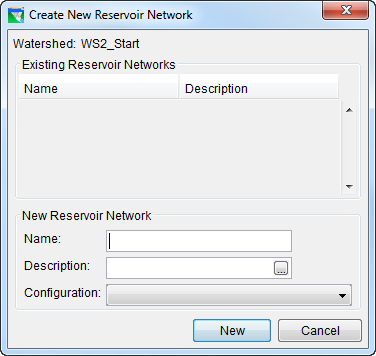 Create New Reservoir Network
Watershed: WS2_Start
Existing Reservoir Networks
Name Description
New Reservoir Network
Name:
Description: ...
Configuration:
New Cancel